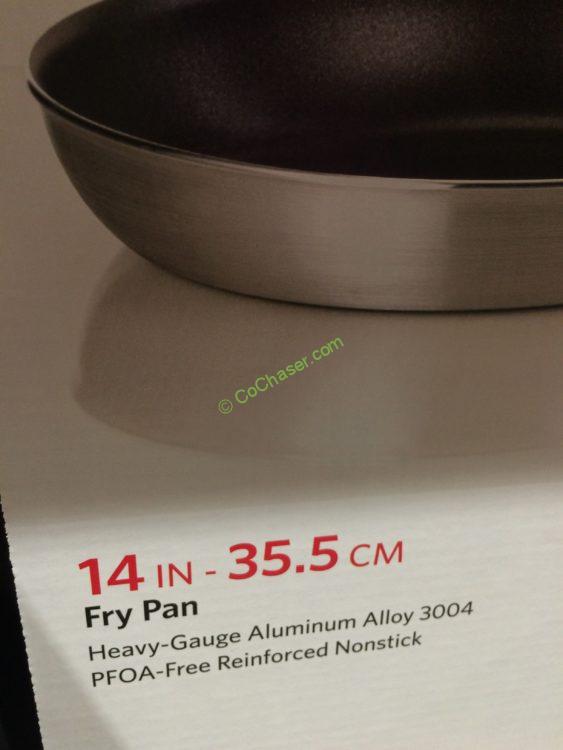 © CoChaser.com
14 IN - 35.5 CM
Fry Pan
Heavy-Gauge Aluminum Alloy 3004
PFOA-Free Reinforced Nonstick